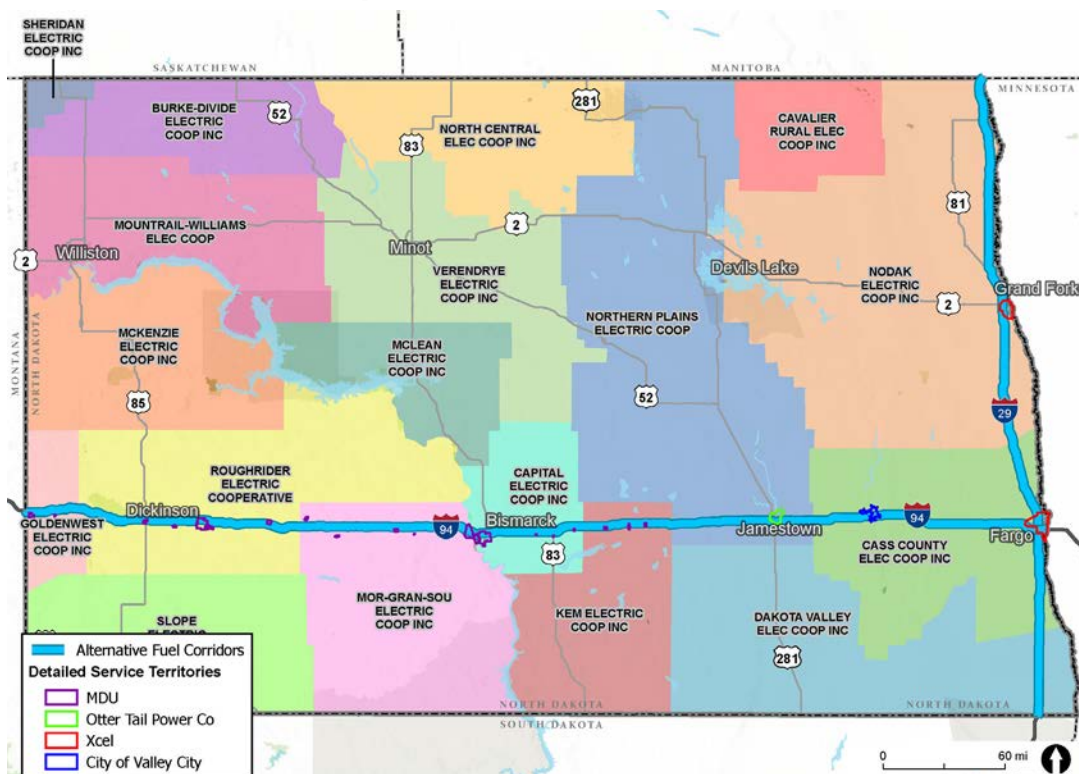 SHERIDAN
ELECTRIC
COOP INC
SASKATCHEWAN
MANITOBA
MINNESOTA
BURKE-DIVIDE
ELECTRIC
COOP INC
52
NORTH CENTRAL
ELEC COOP INC
83
281
CAVALIER
RURAL ELEC
COOP INC
81
MOUNTRAIL-WILLIAMS
ELEC COOP
Williston
2
Minot
2
VERENDRYE
ELECTRIC
COOP INC
Devils Lake
NODAK
ELECTRIC
COOP INC
2
Grand Fork
NORTHERN PLAINS
ELECTRIC COOP
MCKENZIE
ELECTRIC
COOP INC
MCLEAN
ELECTRIC
COOP INC
MONTANA
NORTH DAKOTA
85
52
29
ROUGHRIDER
ELECTRIC
COOPERATIVE
CAPITAL
ELECTRIC
COOP INC
Dickinson
GOLDENWEST
ELECTRIC
COOP INC
94
Bismarck
83
Jamestown
94
Fargo
CASS COUNTY
ELEC COOP INC
MOR-GRAN-SOU
ELECTRIC
COOP INC
KEM ELECTRIC
COOP INC
DAKOTA VALLEY
ELEC COOP INC
281
SLOPE
NORTH DAKOTA
SOUTH DAKOTA
NORTH DAKOTA
Alternative Fuel Corridors
Detailed Service Territories
MDU
Otter Tail Power Co
Xcel
City of Valley City
0 60 mi